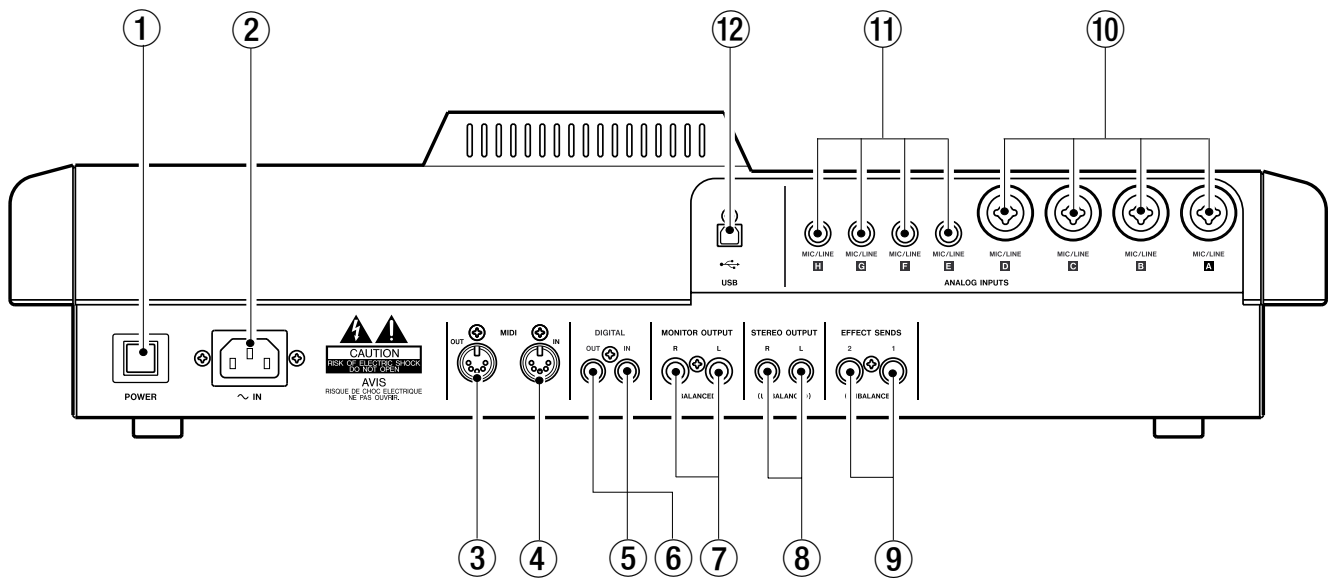 ① ② ⑫ ⑪ ⑩
MIC/LINE MIC/LINE MIC/LINE MIC/LINE MIC/LINE MIC/LINE MIC/LINE MIC/LINE
H G F E D C B A
USB ANALOG INPUTS
POWER
IN
CAUTION
RISK OF ELECTRIC SHOCK
DO NOT OPEN
AVIS
RISQUE DE CHOC ELECTRIQUE
NE PAS OUVRIR.
OUT MIDI IN
DIGITAL
OUT IN
MONITOR OUTPUT
R L
STEREO OUTPUT
R L
EFFECT SENDS
2 1
③ ④ ⑤ ⑥ ⑦ ⑧ ⑨